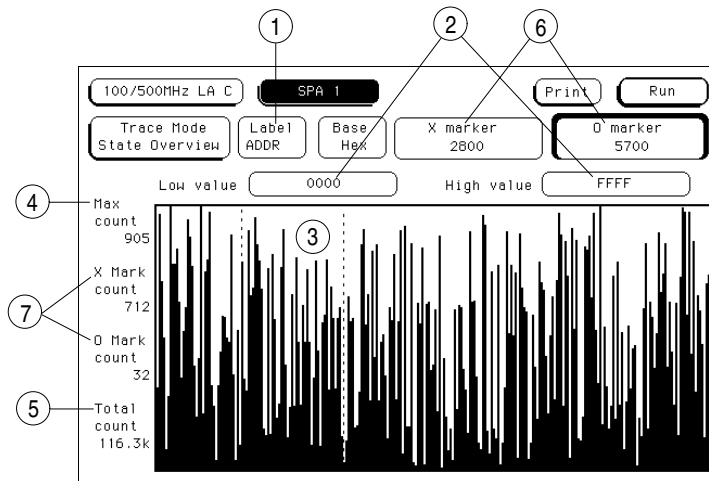 1
2
6
100/500MHz LA C
SPA 1
Print
Run
Trace Mode
State Overview
Label
ADDR
Base
Hex
X marker
2800
O marker
5700
Low value
0000
High value
FFFF
4
Max
count
905
3
X Mark
count
712
7
O Mark
count
32
5
Total
count
116.3k